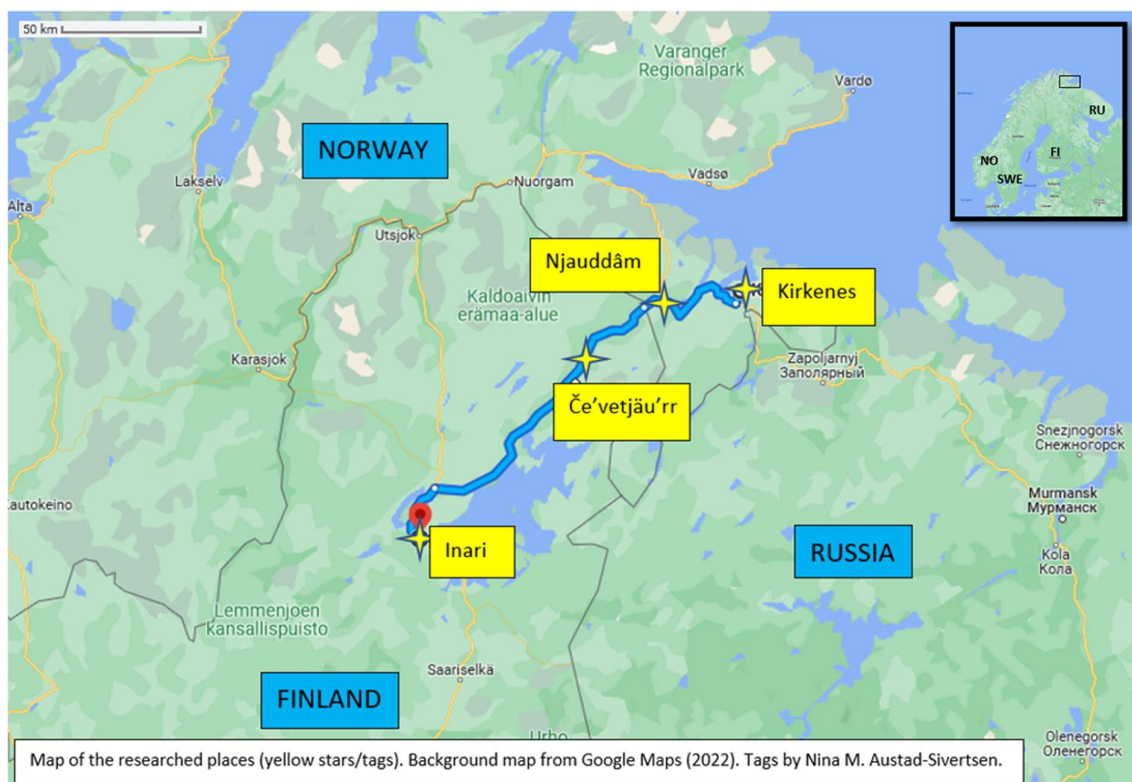 50 km
Varanger
Regionalpark
Vardø
RU
NORWAY
FI
NO
SWE
Lakselv
Nuorgam
Vadsø
Alta
Utsjok
Njauddâm
Kirkenes
Kaldoaivin
erämaa-alue
Karasjok
Zapoljarnyj
Заполярный
Če’vetjäu’rr
Snezjnogorsk
Снежногорск
Kautokeino
Murmansk
Мурманск
Inari
RUSSIA
Kola
Кола
Lemmenjoen
kansallispuisto
Saariselkä
FINLAND
Urho
Olenegorsk
Оленегорск
Map of the researched places (yellow stars/tags). Background map from Google Maps (2022). Tags by Nina M. Austad-Sivertsen.